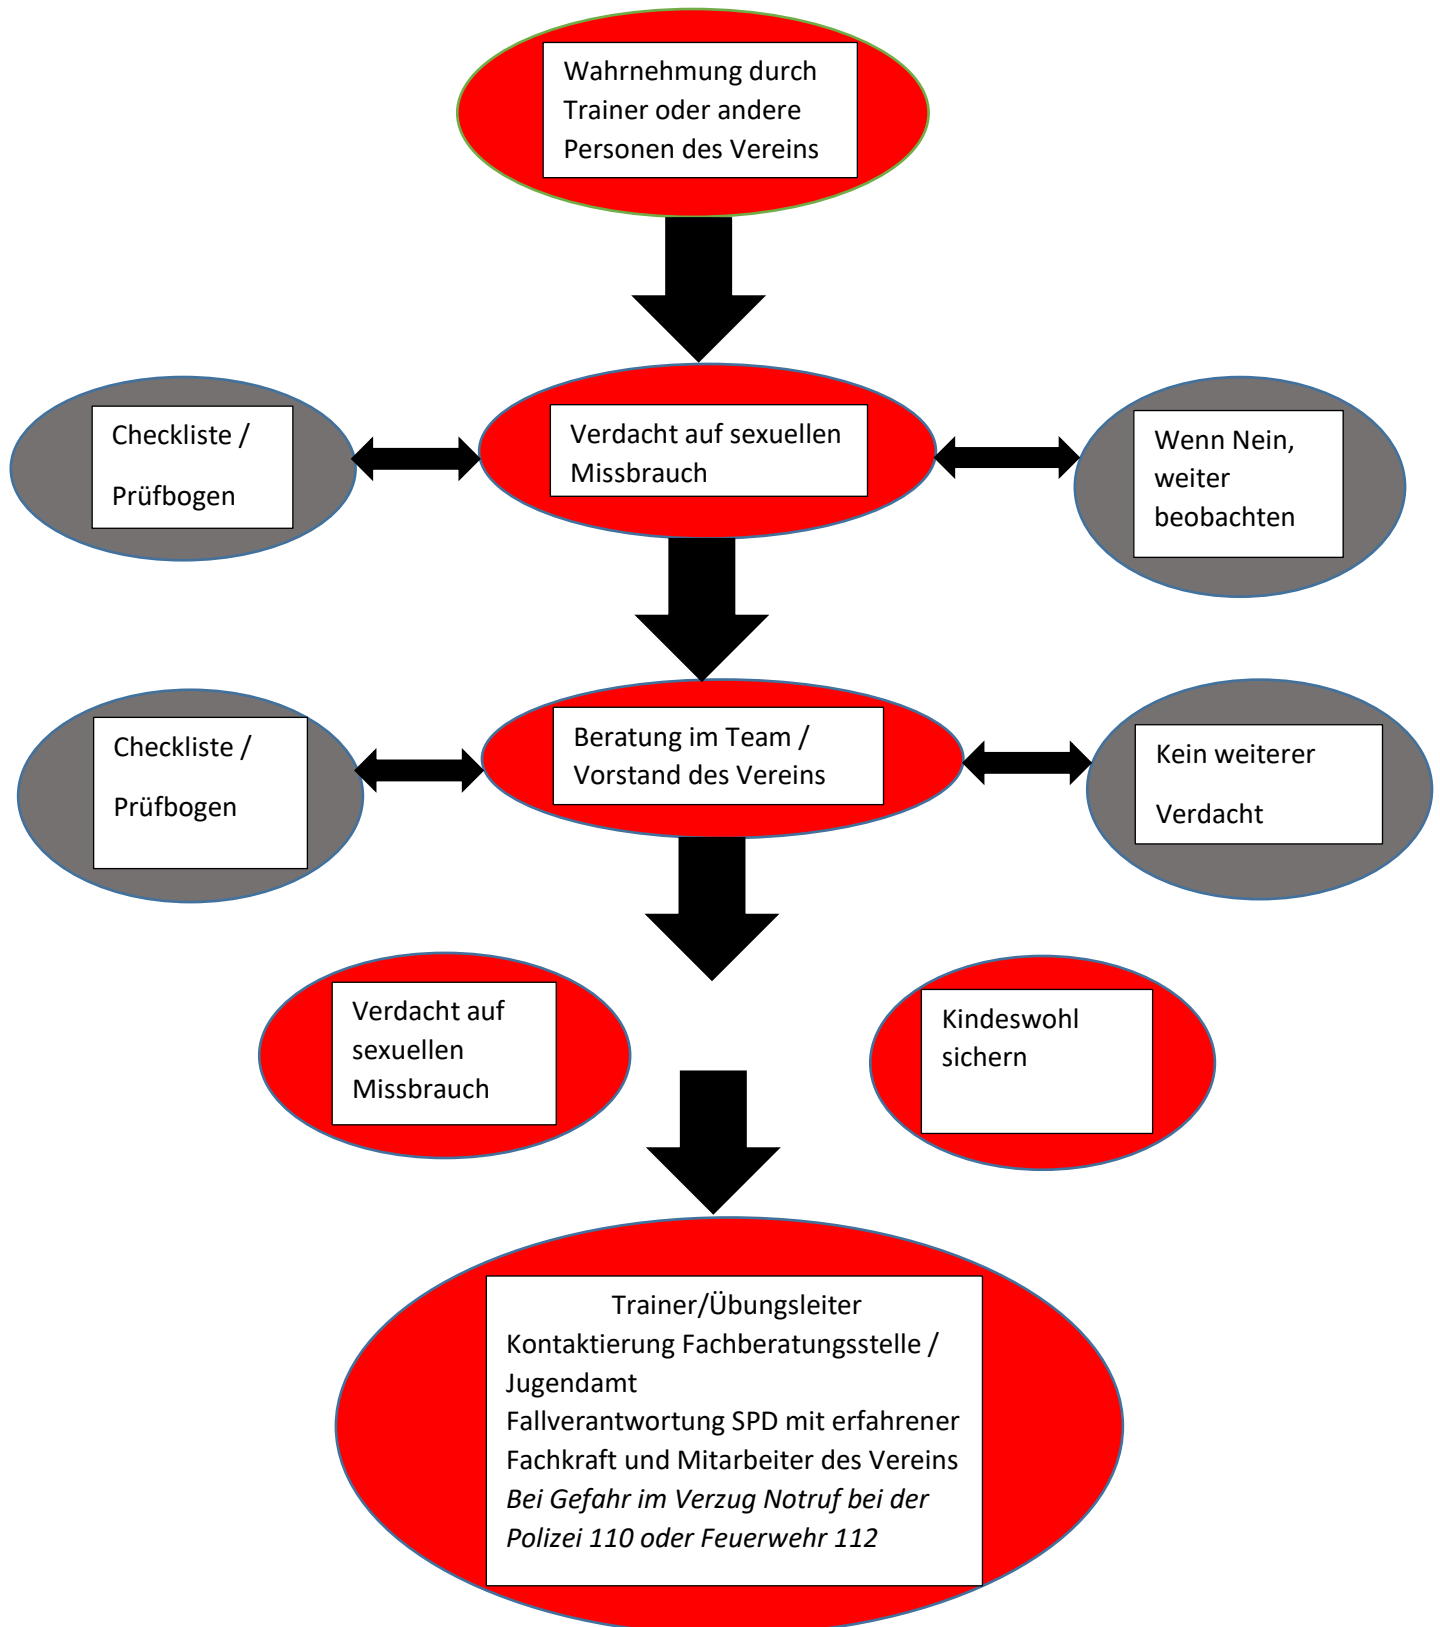 Wahrnehmung durch
Trainer oder andere
Personen des Vereins
Checkliste /
Prüfbogen
Verdacht auf sexuellen
Missbrauch
Wenn Nein,
weiter
beobachten
Checkliste /
Prüfbogen
Beratung im Team /
Vorstand des Vereins
Kein weiterer
Verdacht
Verdacht auf
sexuellen
Missbrauch
Kindeswohl
sichern
Trainer/Übungsleiter
Kontaktierung Fachberatungsstelle /
Jugendamt
Fallverantwortung SPD mit erfahrener
Fachkraft und Mitarbeiter des Vereins
Bei Gefahr im Verzug Notruf bei der
Polizei 110 oder Feuerwehr 112